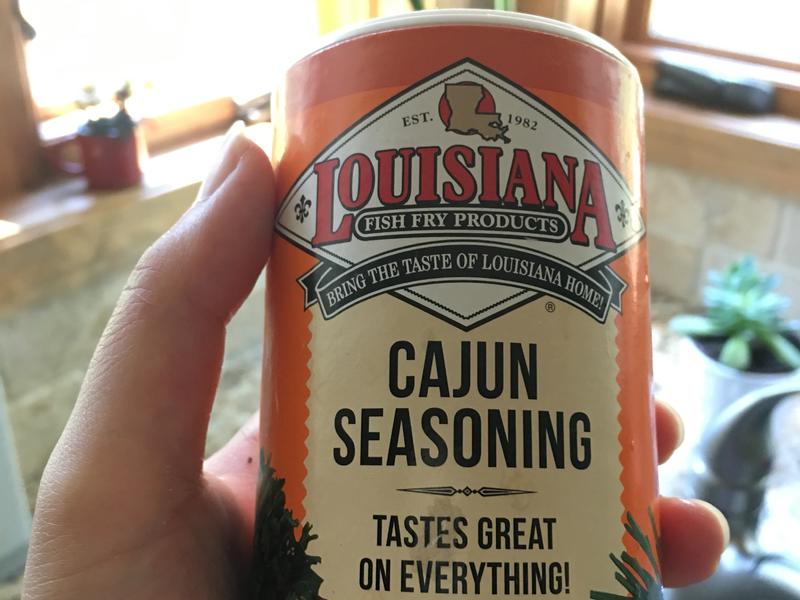 EST. 1982
LOUISIANA
FISH FRY PRODUCTS
BRING THE TASTE OF LOUISIANA HOME!
®
CAJUN
SEASONING
TASTES GREAT
ON EVERYTHING!